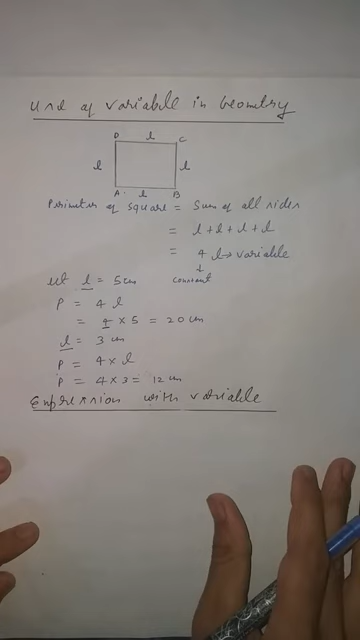 Use of variable in Geometry
D l C
l l
A l B
Perimeter of square = Sum of all sides
= l + l + l + l
= 4 l → variable
↓
constant
let l = 5 cm
P = 4 l
= 4 × 5 = 20 cm
l = 3 cm
P = 4 × l
P = 4 × 3 = 12 cm
Expression with variable